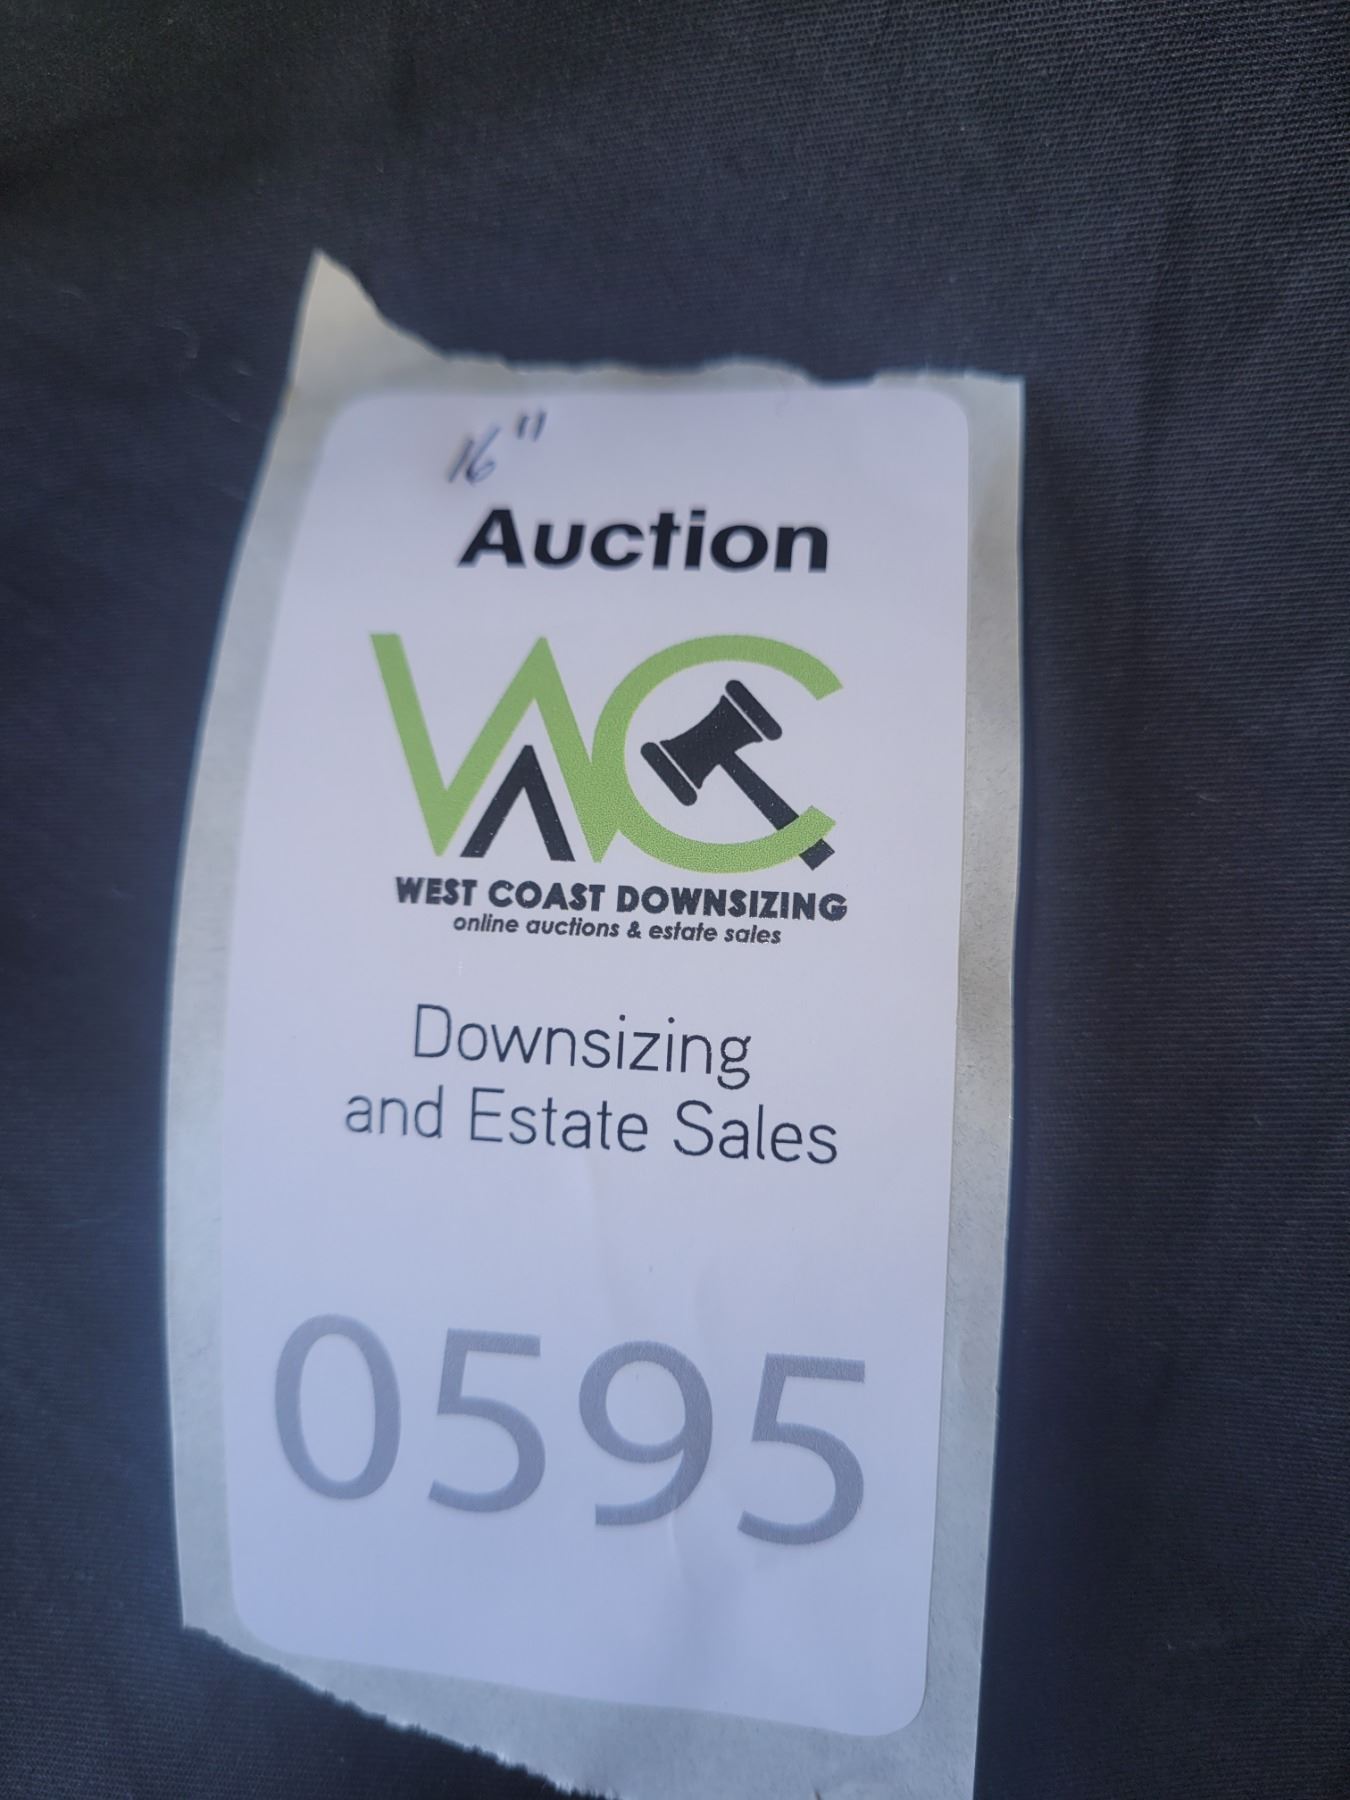 16"
Auction
WC
WEST COAST DOWNSIZING
online auctions & estate sales
Downsizing
and Estate Sales
0595